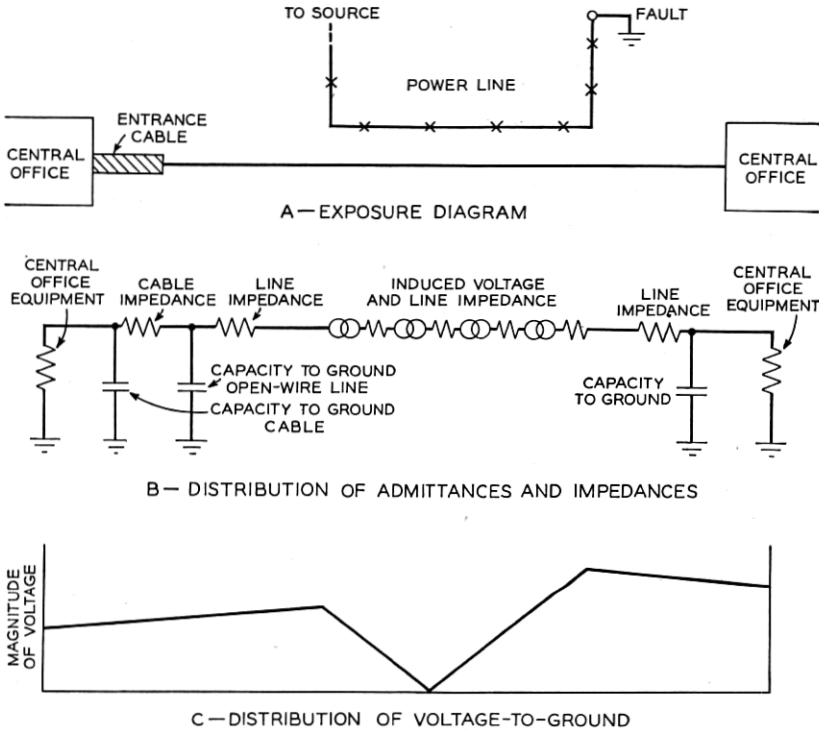 TO SOURCE
FAULT
POWER LINE
ENTRANCE
CABLE
CENTRAL
OFFICE
CENTRAL
OFFICE
A—EXPOSURE DIAGRAM
CENTRAL
OFFICE
EQUIPMENT
CABLE
IMPEDANCE
LINE
IMPEDANCE
INDUCED VOLTAGE
AND LINE IMPEDANCE
LINE
IMPEDANCE
CENTRAL
OFFICE
EQUIPMENT
CAPACITY TO GROUND
OPEN-WIRE LINE
CAPACITY TO GROUND
CABLE
CAPACITY
TO GROUND
B— DISTRIBUTION OF ADMITTANCES AND IMPEDANCES
MAGNITUDE
OF VOLTAGE
C—DISTRIBUTION OF VOLTAGE-TO-GROUND